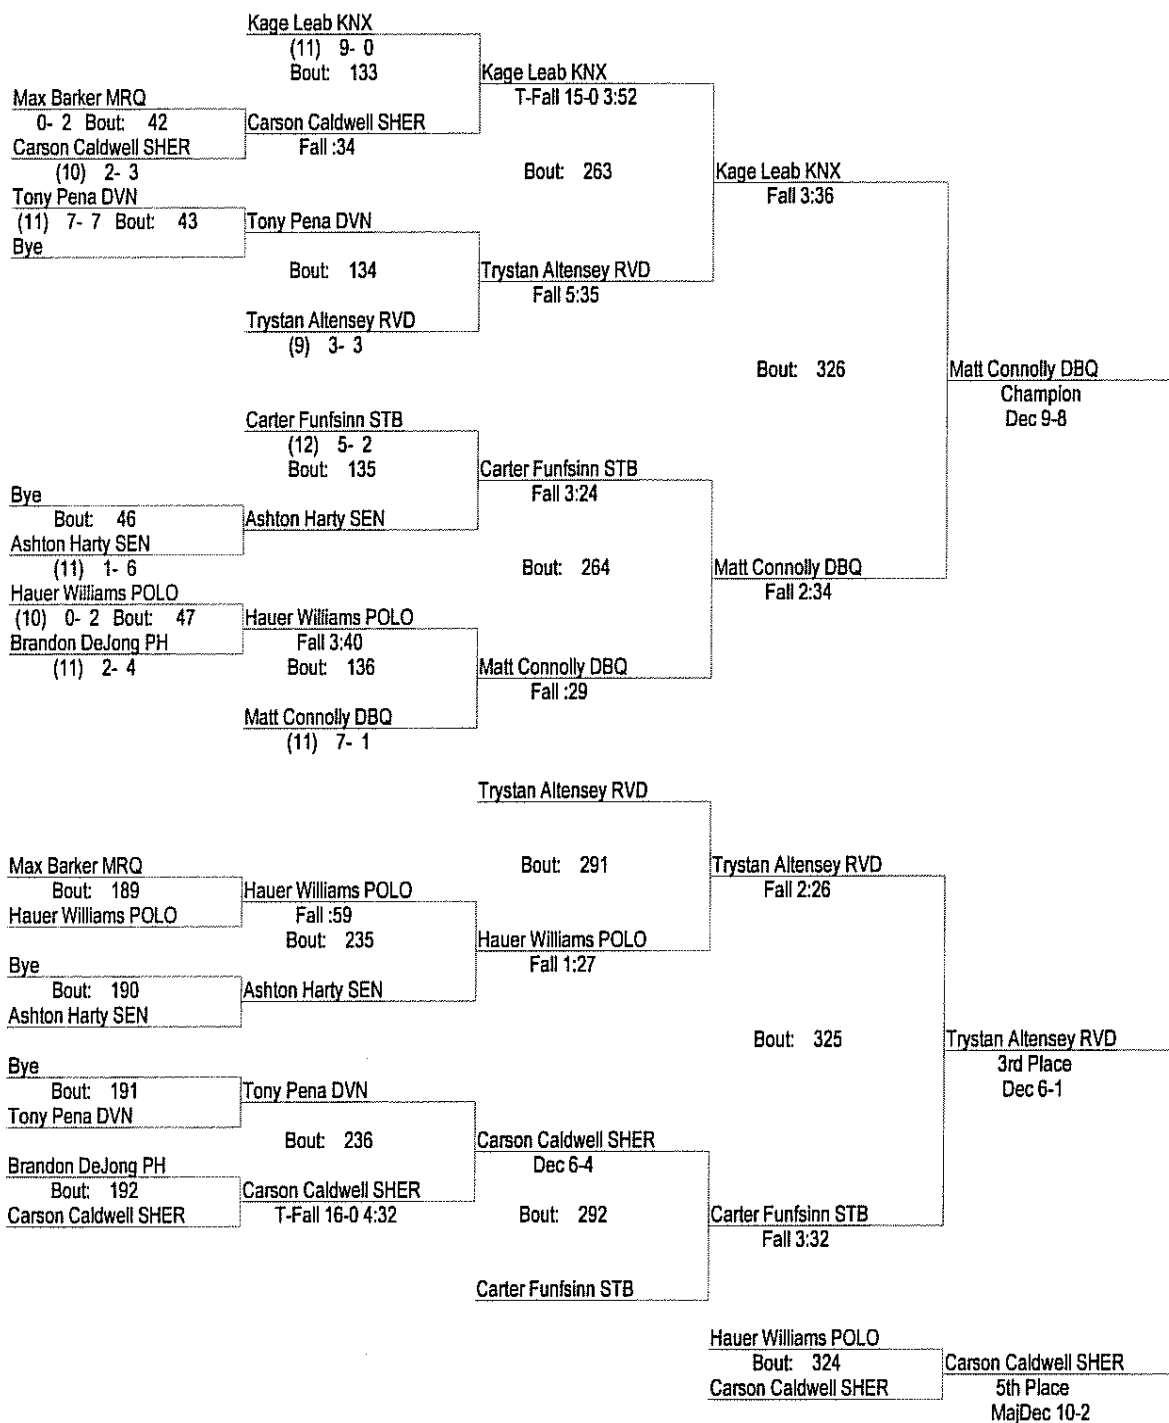 Kage Leab KNX
(11) 9- 0
Bout: 133
Kage Leab KNX
T-Fall 15-0 3:52
Max Barker MRQ
0- 2 Bout: 42
Carson Caldwell SHER
Carson Caldwell SHER
Fall :34
(10) 2- 3
Bout: 263
Kage Leab KNX
Fall 3:36
Tony Pena DVN
(11) 7- 7 Bout: 43
Tony Pena DVN
Bye
Bout: 134
Trystan Altensey RVD
Fall 5:35
Trystan Altensey RVD
(9) 3- 3
Bout: 326
Matt Connolly DBQ
Champion
Dec 9-8
Carter Funfsinn STB
(12) 5- 2
Bout: 135
Carter Funfsinn STB
Fall 3:24
Bye
Bout: 46
Ashton Harty SEN
Ashton Harty SEN
(11) 1- 6
Bout: 264
Matt Connolly DBQ
Fall 2:34
Hauer Williams POLO
(10) 0- 2 Bout: 47
Hauer Williams POLO
Fall 3:40
Brandon DeJong PH
(11) 2- 4
Bout: 136
Matt Connolly DBQ
Fall :29
Matt Connolly DBQ
(11) 7- 1
Trystan Altensey RVD
Bout: 291
Trystan Altensey RVD
Fall 2:26
Max Barker MRQ
Bout: 189
Hauer Williams POLO
Hauer Williams POLO
Fall :59
Bout: 235
Hauer Williams POLO
Fall 1:27
Bye
Bout: 190
Ashton Harty SEN
Ashton Harty SEN
Bout: 325
Trystan Altensey RVD
3rd Place
Dec 6-1
Bye
Bout: 191
Tony Pena DVN
Tony Pena DVN
Bout: 236
Carson Caldwell SHER
Dec 6-4
Brandon DeJong PH
Bout: 192
Carson Caldwell SHER
Carson Caldwell SHER
T-Fall 16-0 4:32
Bout: 292
Carter Funfsinn STB
Fall 3:32
Carter Funfsinn STB
Hauer Williams POLO
Bout: 324
Carson Caldwell SHER
Carson Caldwell SHER
5th Place
MajDec 10-2